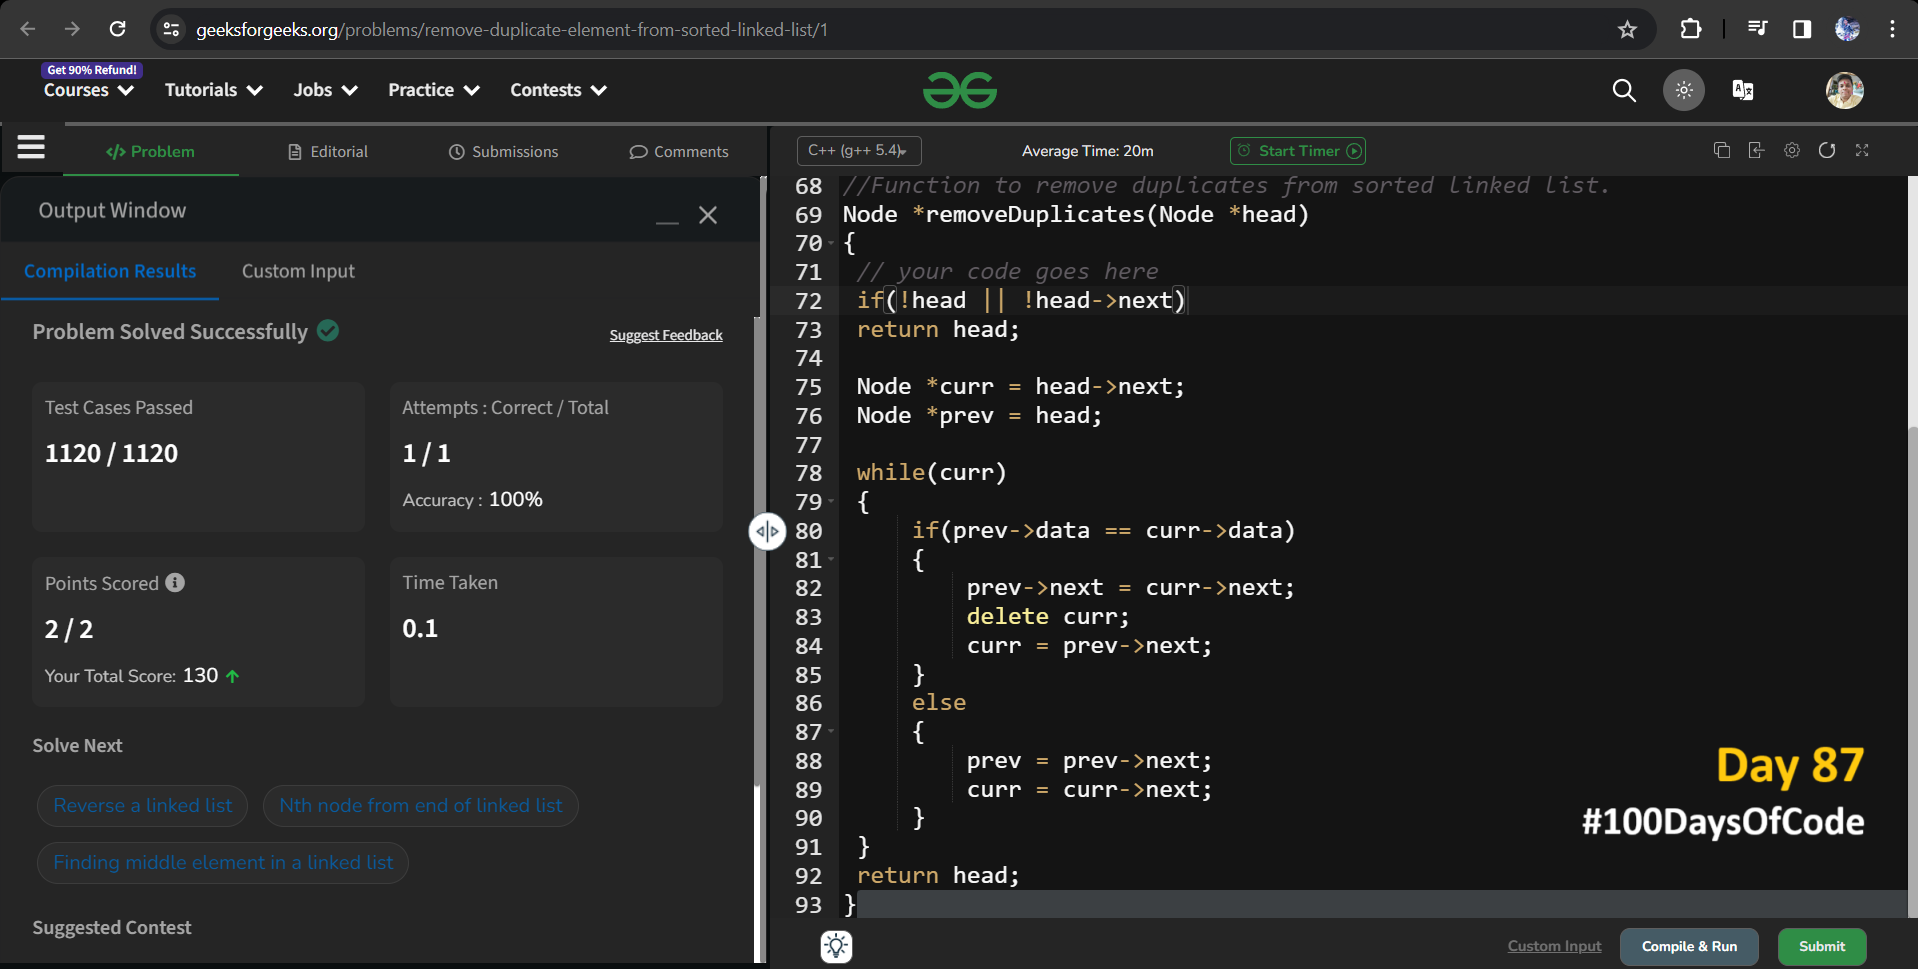 geeksforgeeks.org/problems/remove-duplicate-element-from-sorted-linked-list/1
Get 90% Refund!
Courses Tutorials Jobs Practice Contests
</> Problem Editorial Submissions Comments
Output Window
Compilation Results Custom Input
Problem Solved Successfully
Suggest Feedback
Test Cases Passed
1120 / 1120
Attempts : Correct / Total
1 / 1
Accuracy : 100%
Points Scored
2 / 2
Your Total Score: 130
Time Taken
0.1
Solve Next
Reverse a linked list
Nth node from end of linked list
Finding middle element in a linked list
Suggested Contest
C++ (g++ 5.4) Average Time: 20m Start Timer
68 //Function to remove duplicates from sorted linked list.
69 Node *removeDuplicates(Node *head)
70 {
71 // your code goes here
72 if(!head || !head->next)
73 return head;
74
75 Node *curr = head->next;
76 Node *prev = head;
77
78 while(curr)
79 {
80 if(prev->data == curr->data)
81 {
82 prev->next = curr->next;
83 delete curr;
84 curr = prev->next;
85 }
86 else
87 {
88 prev = prev->next;
89 curr = curr->next;
90 }
91 }
92 return head;
93 }
Day 87
#100DaysOfCode
Custom Input Compile & Run Submit